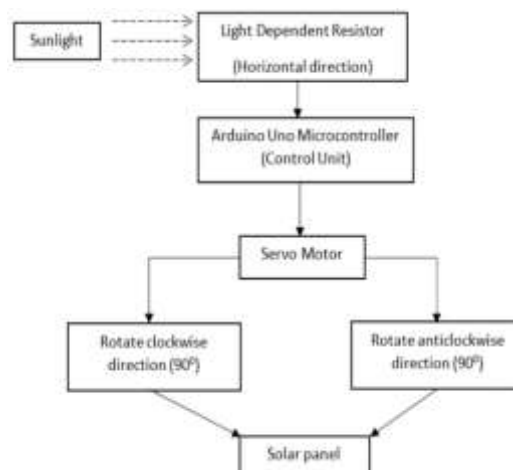 Sunlight
Light Dependent Resistor
(Horizontal direction)
Arduino Uno Microcontroller
(Control Unit)
Servo Motor
Rotate clockwise
direction (90⁰)
Rotate anticlockwise
direction (90⁰)
Solar panel